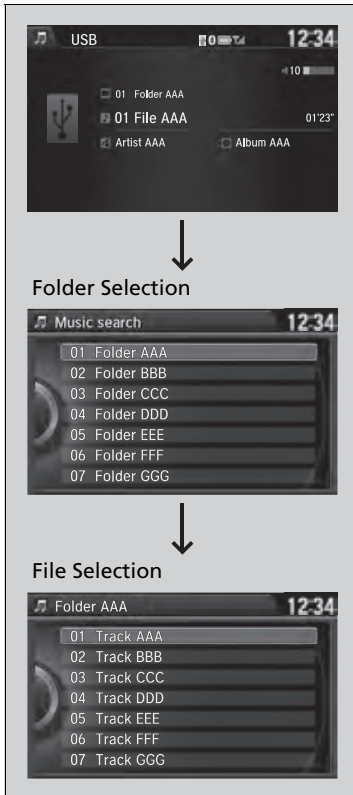 USB 12:34
10
01 Folder AAA
01 File AAA 01'23"
Artist AAA Album AAA
Folder Selection
Music search 12:34
01 Folder AAA
02 Folder BBB
03 Folder CCC
04 Folder DDD
05 Folder EEE
06 Folder FFF
07 Folder GGG
File Selection
Folder AAA 12:34
01 Track AAA
02 Track BBB
03 Track CCC
04 Track DDD
05 Track EEE
06 Track FFF
07 Track GGG